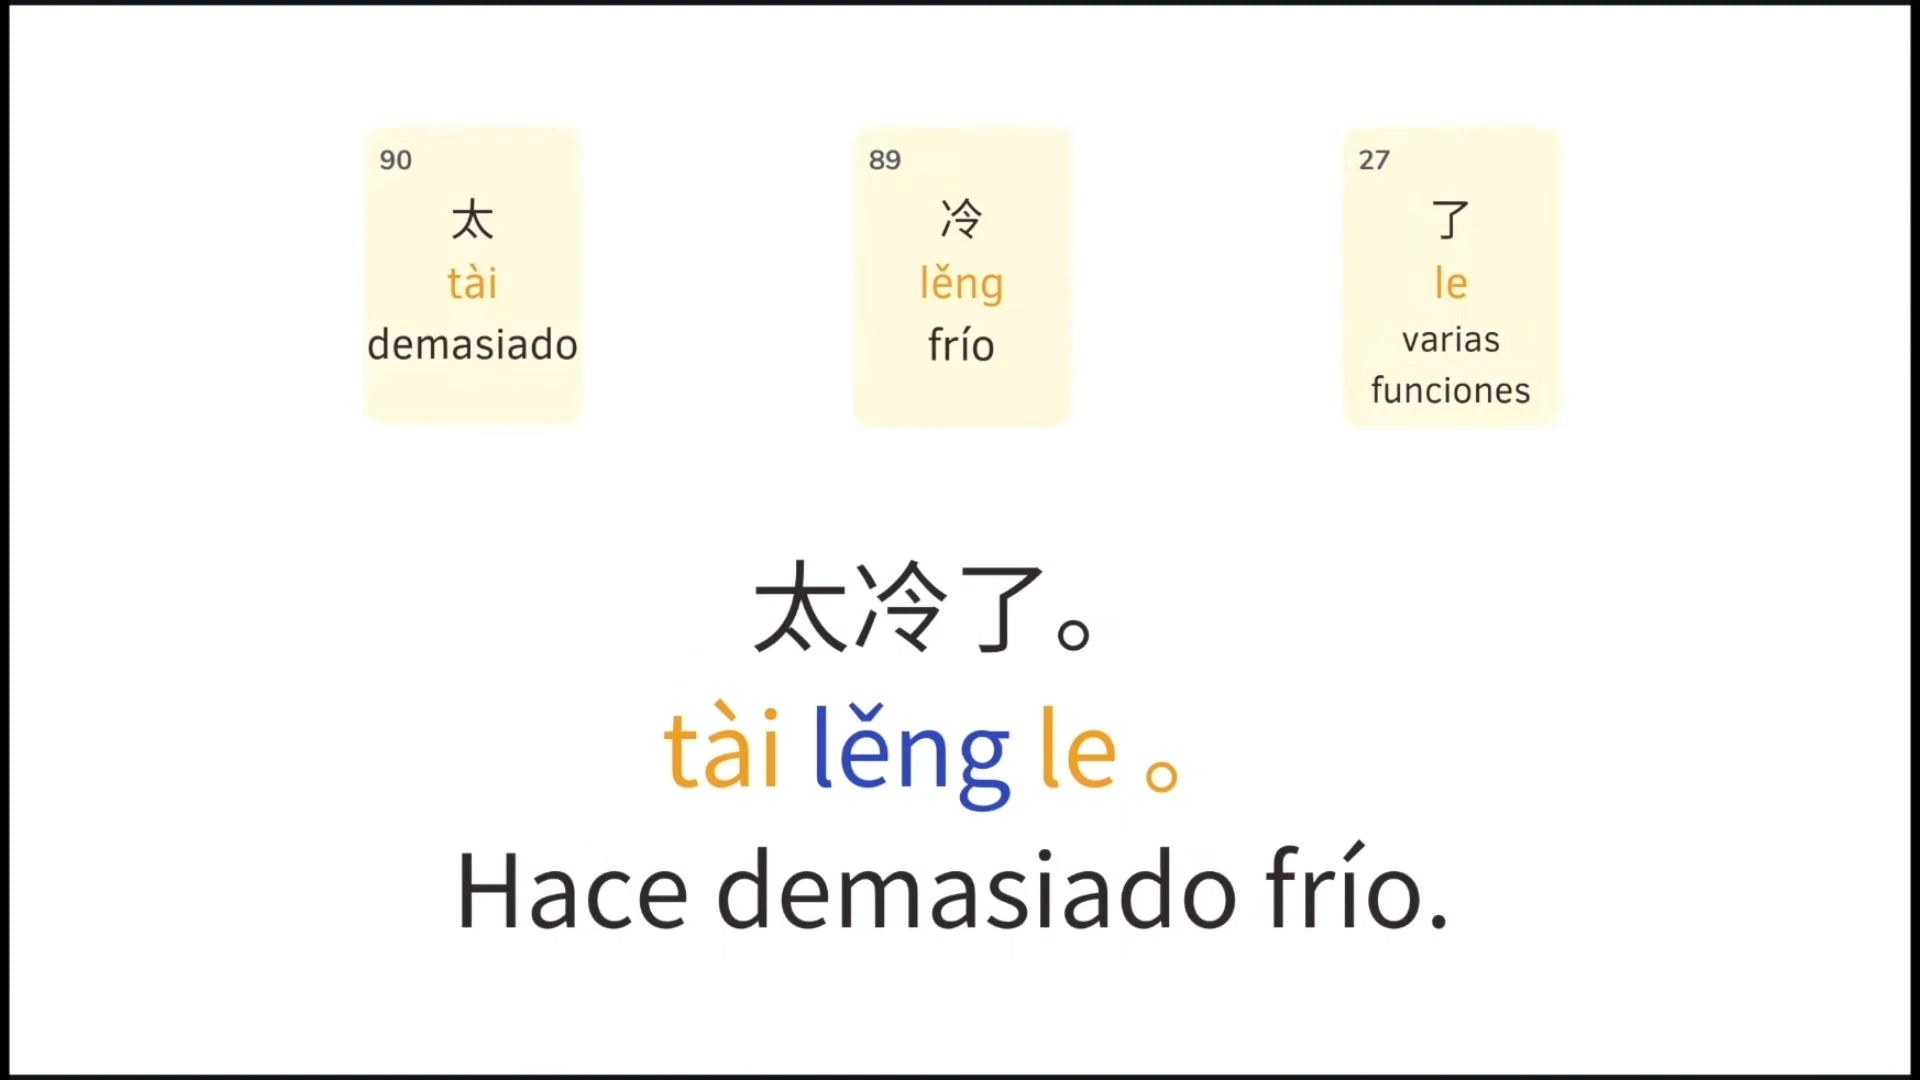 90
太
tài
demasiado
89
冷
lěng
frío
27
了
le
varias
funciones
太冷了。
tài lěng le 。
Hace demasiado frío.